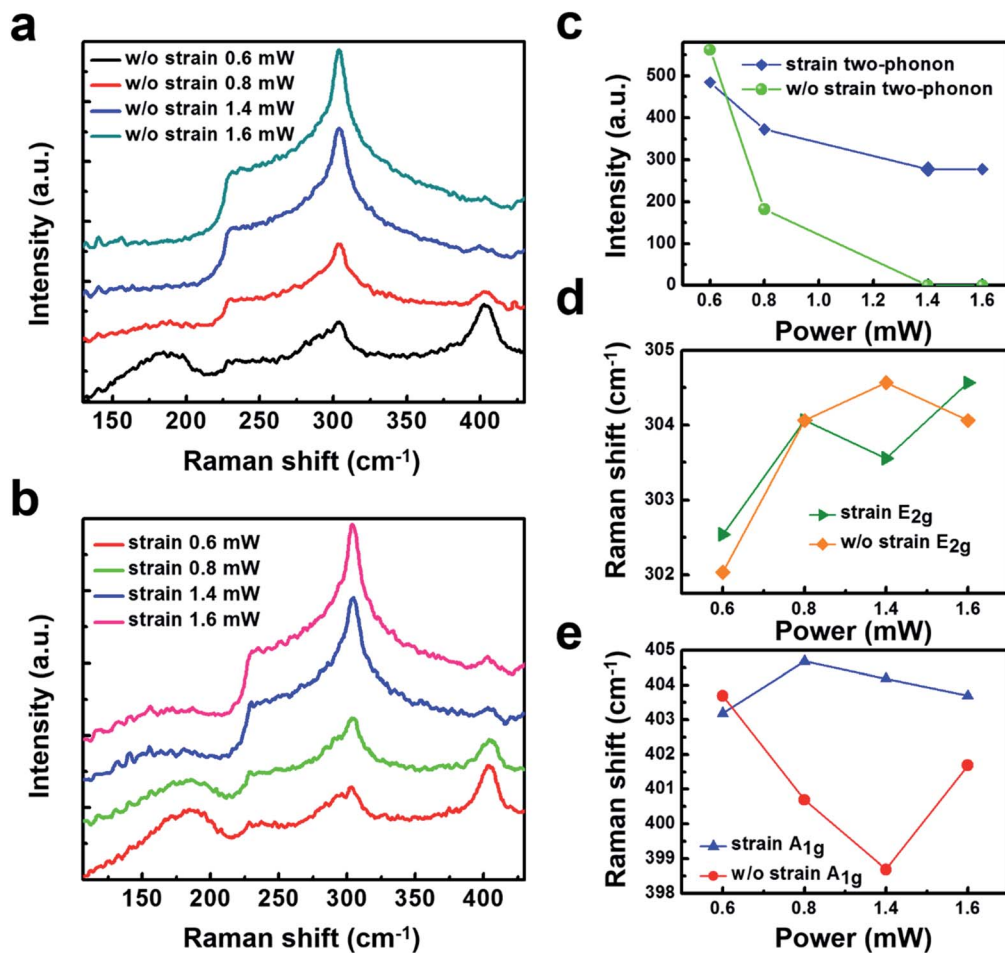 a
w/o strain 0.6 mW
w/o strain 0.8 mW
w/o strain 1.4 mW
w/o strain 1.6 mW
Intensity (a.u.)
150 200 250 300 350 400
Raman shift (cm-1)
b
strain 0.6 mW
strain 0.8 mW
strain 1.4 mW
strain 1.6 mW
Intensity (a.u.)
150 200 250 300 350 400
Raman shift (cm-1)
c
strain two-phonon
w/o strain two-phonon
Intensity (a.u.)
500
400
300
200
100
0
0.6 0.8 1.0 1.2 1.4 1.6
Power (mW)
d
Raman shift (cm-1)
305
304
303
302
strain E2g
w/o strain E2g
0.6 0.8 1.4 1.6
Power (mW)
e
Raman shift (cm-1)
405
404
403
402
401
400
399
398
strain A1g
w/o strain A1g
0.6 0.8 1.4 1.6
Power (mW)